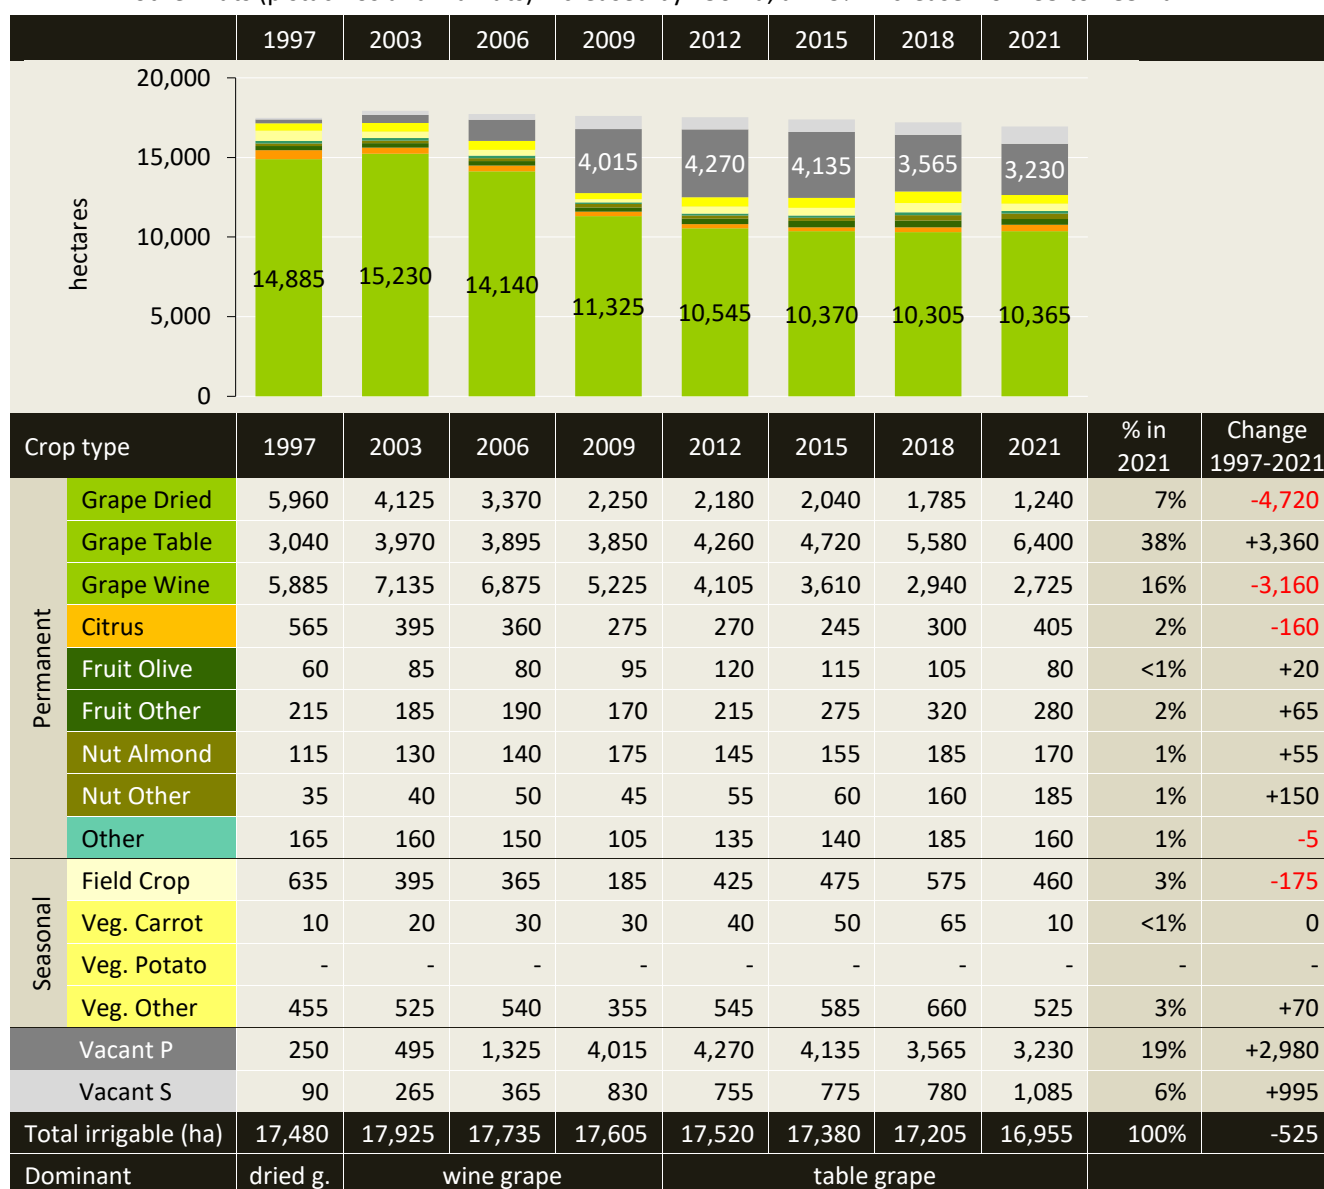 1997 2003 2006 2009 2012 2015 2018 2021
20,000
15,000
10,000
5,000
0
hectares
4,015 4,270 4,135 3,565 3,230
14,885 15,230 14,140 11,325 10,545 10,370 10,305 10,365
Crop type 1997 2003 2006 2009 2012 2015 2018 2021 % in 2021 Change 1997-2021
Permanent
Grape Dried 5,960 4,125 3,370 2,250 2,180 2,040 1,785 1,240 7% -4,720
Grape Table 3,040 3,970 3,895 3,850 4,260 4,720 5,580 6,400 38% +3,360
Grape Wine 5,885 7,135 6,875 5,225 4,105 3,610 2,940 2,725 16% -3,160
Citrus 565 395 360 275 270 245 300 405 2% -160
Fruit Olive 60 85 80 95 120 115 105 80 <1% +20
Fruit Other 215 185 190 170 215 275 320 280 2% +65
Nut Almond 115 130 140 175 145 155 185 170 1% +55
Nut Other 35 40 50 45 55 60 160 185 1% +150
Other 165 160 150 105 135 140 185 160 1% -5
Seasonal
Field Crop 635 395 365 185 425 475 575 460 3% -175
Veg. Carrot 10 20 30 30 40 50 65 10 <1% 0
Veg. Potato - - - - - - - - - -
Veg. Other 455 525 540 355 545 585 660 525 3% +70
Vacant P 250 495 1,325 4,015 4,270 4,135 3,565 3,230 19% +2,980
Vacant S 90 265 365 830 755 775 780 1,085 6% +995
Total irrigable (ha) 17,480 17,925 17,735 17,605 17,520 17,380 17,205 16,955 100% -525
Dominant dried g. wine grape table grape